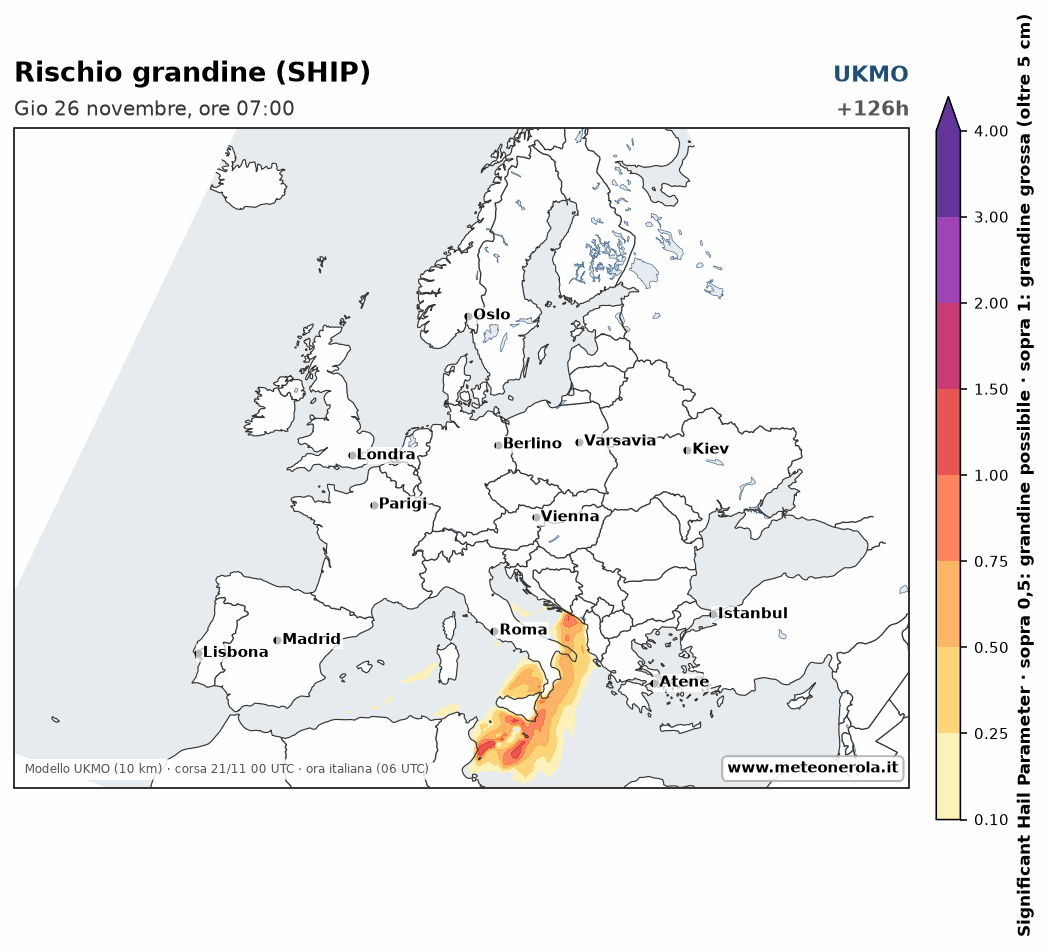 Rischio grandine (SHIP)
UKMO
Gio 26 novembre, ore 07:00
+126h
Oslo
Berlino
Varsavia
Kiev
Londra
Parigi
Vienna
Istanbul
Roma
Madrid
Lisbona
Atene
Modello UKMO (10 km) · corsa 21/11 00 UTC · ora italiana (06 UTC)
www.meteonerola.it
4.00
3.00
2.00
1.50
1.00
0.75
0.50
0.25
0.10
Significant Hail Parameter · sopra 0,5: grandine possibile · sopra 1: grandine grossa (oltre 5 cm)